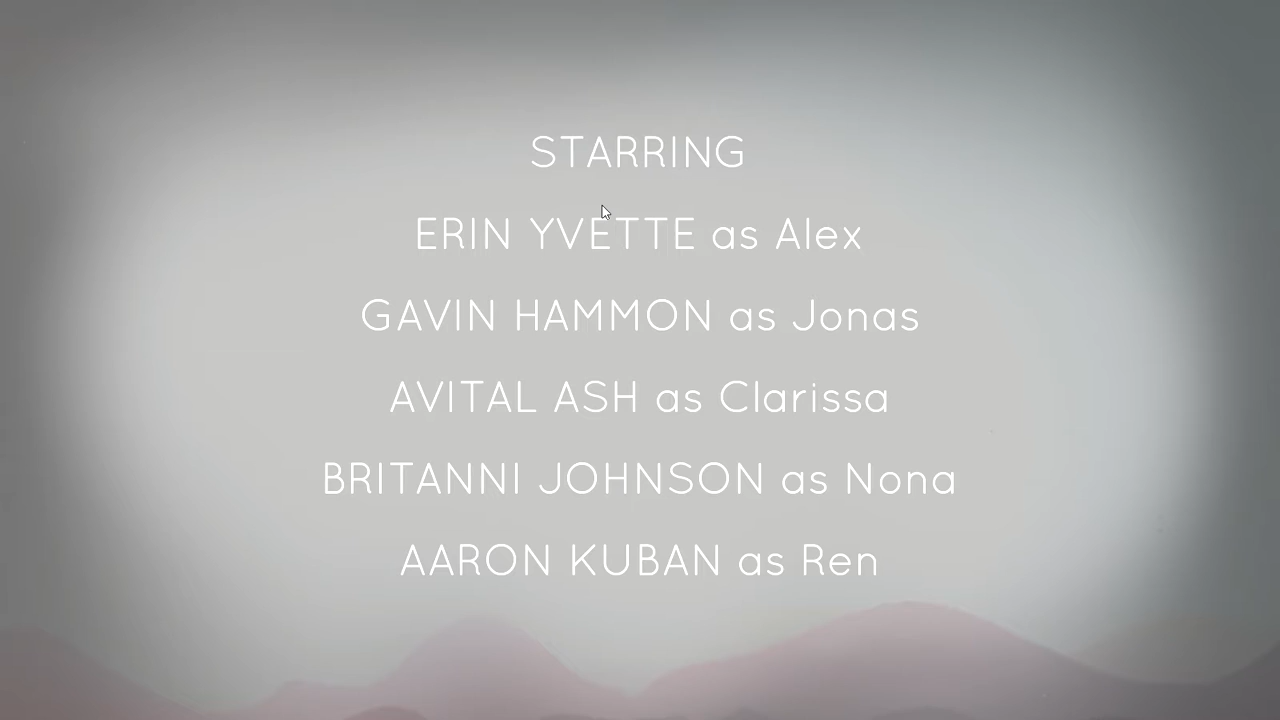 STARRING
ERIN YVETTE as Alex
GAVIN HAMMON as Jonas
AVITAL ASH as Clarissa
BRITANNI JOHNSON as Nona
AARON KUBAN as Ren